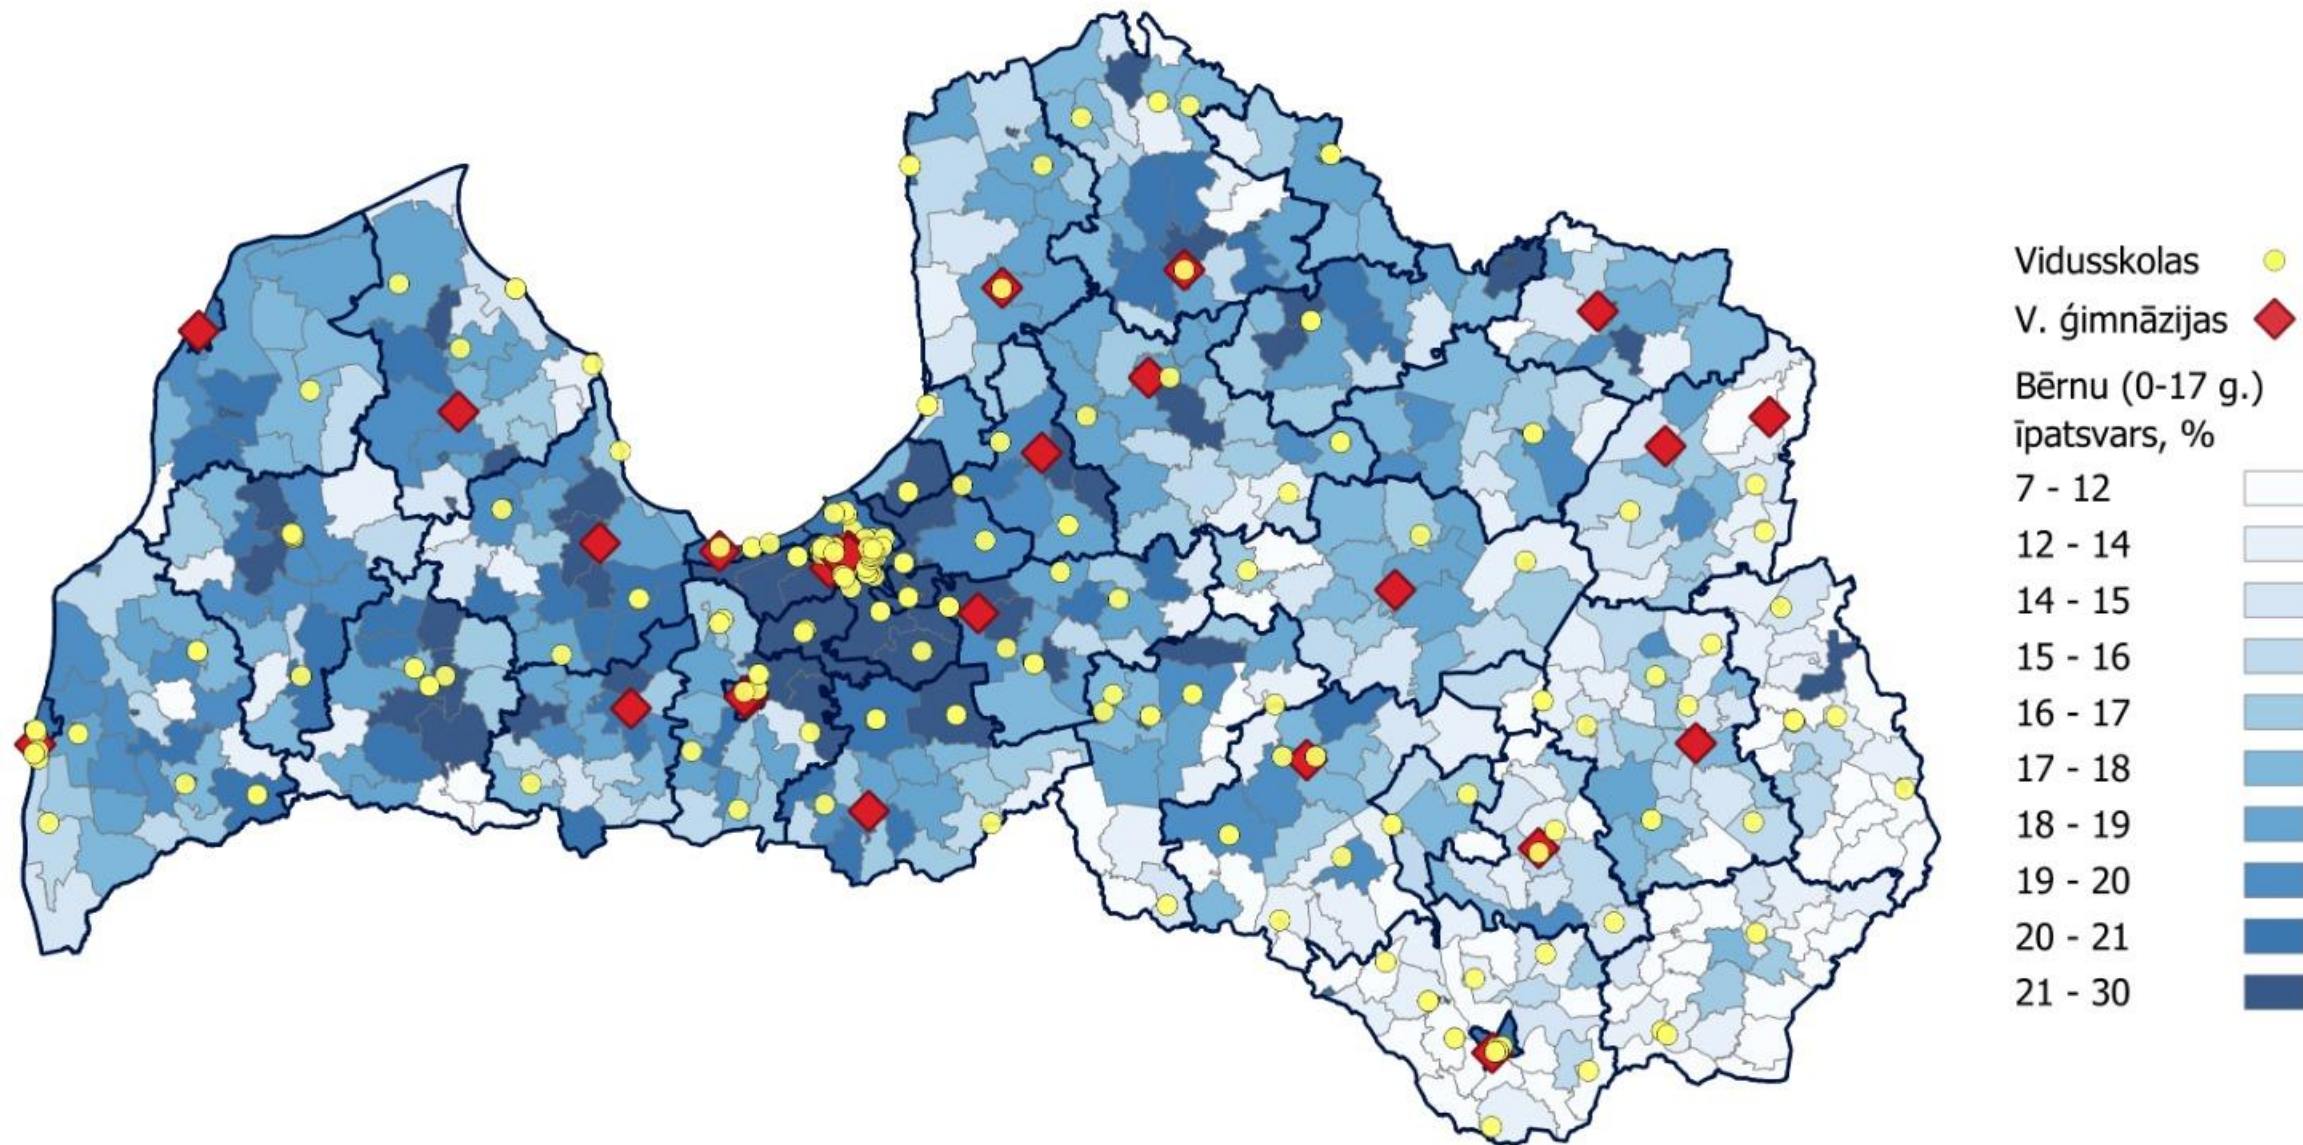 Vidusskolas
V. ģimnāzijas
Bērnu (0-17 g.)
īpatsvars, %
7 - 12
12 - 14
14 - 15
15 - 16
16 - 17
17 - 18
18 - 19
19 - 20
20 - 21
21 - 30